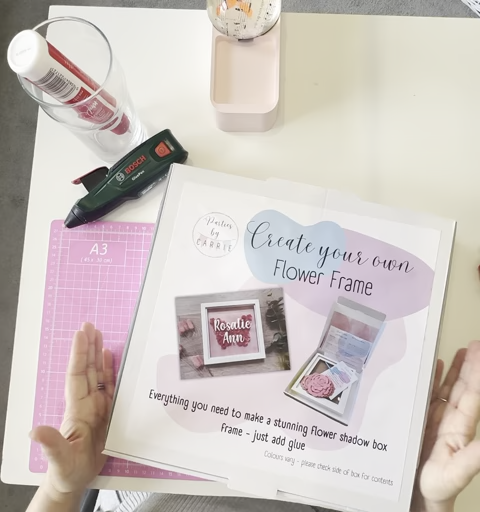 BOSCH
A3
Parties
by
CARRIE
Create your own
Flower Frame
Rosalie
Ann
Everything you need to make a stunning flower shadow box
frame - just add glue
Colours vary - please check side of box for contents